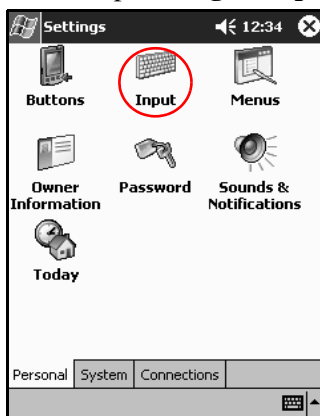 Settings 12:34
Buttons Input Menus
Owner Information Password Sounds & Notifications
Today
Personal System Connections